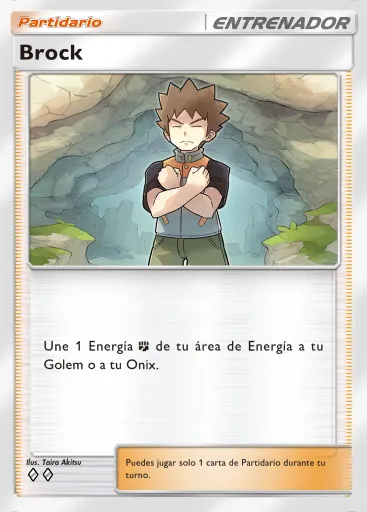 Partidario
ENTRENADOR
Brock
Une 1 Energía de tu área de Energía a tu
Golem o a tu Onix.
Ilus. Taira Akitsu
Puedes jugar solo 1 carta de Partidario durante tu
turno.